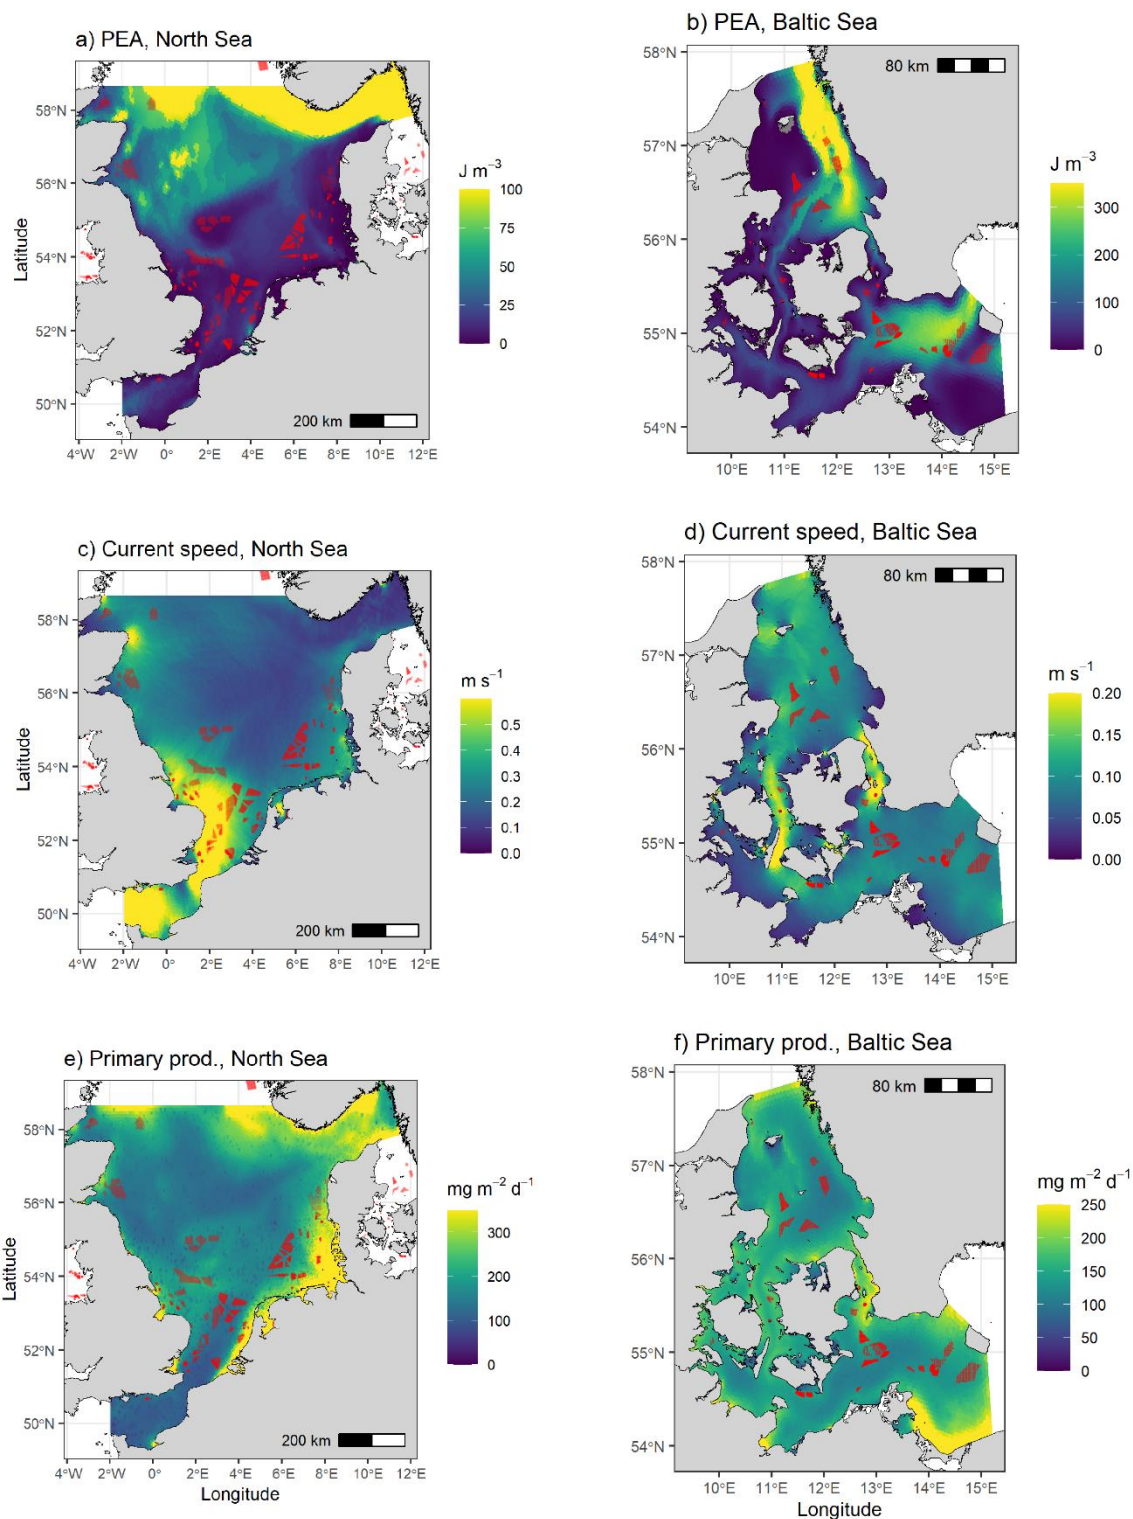 a) PEA, North Sea
58°N
56°N
54°N
52°N
50°N
Latitude
4°W 2°W 0° 2°E 4°E 6°E 8°E 10°E 12°E
200 km
J m⁻³
100
75
50
25
0
b) PEA, Baltic Sea
80 km
58°N
57°N
56°N
55°N
54°N
10°E 11°E 12°E 13°E 14°E 15°E
J m⁻³
300
200
100
0
c) Current speed, North Sea
58°N
56°N
54°N
52°N
50°N
Latitude
4°W 2°W 0° 2°E 4°E 6°E 8°E 10°E 12°E
200 km
m s⁻¹
0.5
0.4
0.3
0.2
0.1
0.0
d) Current speed, Baltic Sea
80 km
58°N
57°N
56°N
55°N
54°N
10°E 11°E 12°E 13°E 14°E 15°E
m s⁻¹
0.20
0.15
0.10
0.05
0.00
e) Primary prod., North Sea
58°N
56°N
54°N
52°N
50°N
Latitude
4°W 2°W 0° 2°E 4°E 6°E 8°E 10°E 12°E
Longitude
200 km
mg m⁻² d⁻¹
300
200
100
0
f) Primary prod., Baltic Sea
80 km
58°N
57°N
56°N
55°N
54°N
10°E 11°E 12°E 13°E 14°E 15°E
Longitude
mg m⁻² d⁻¹
250
200
150
100
50
0